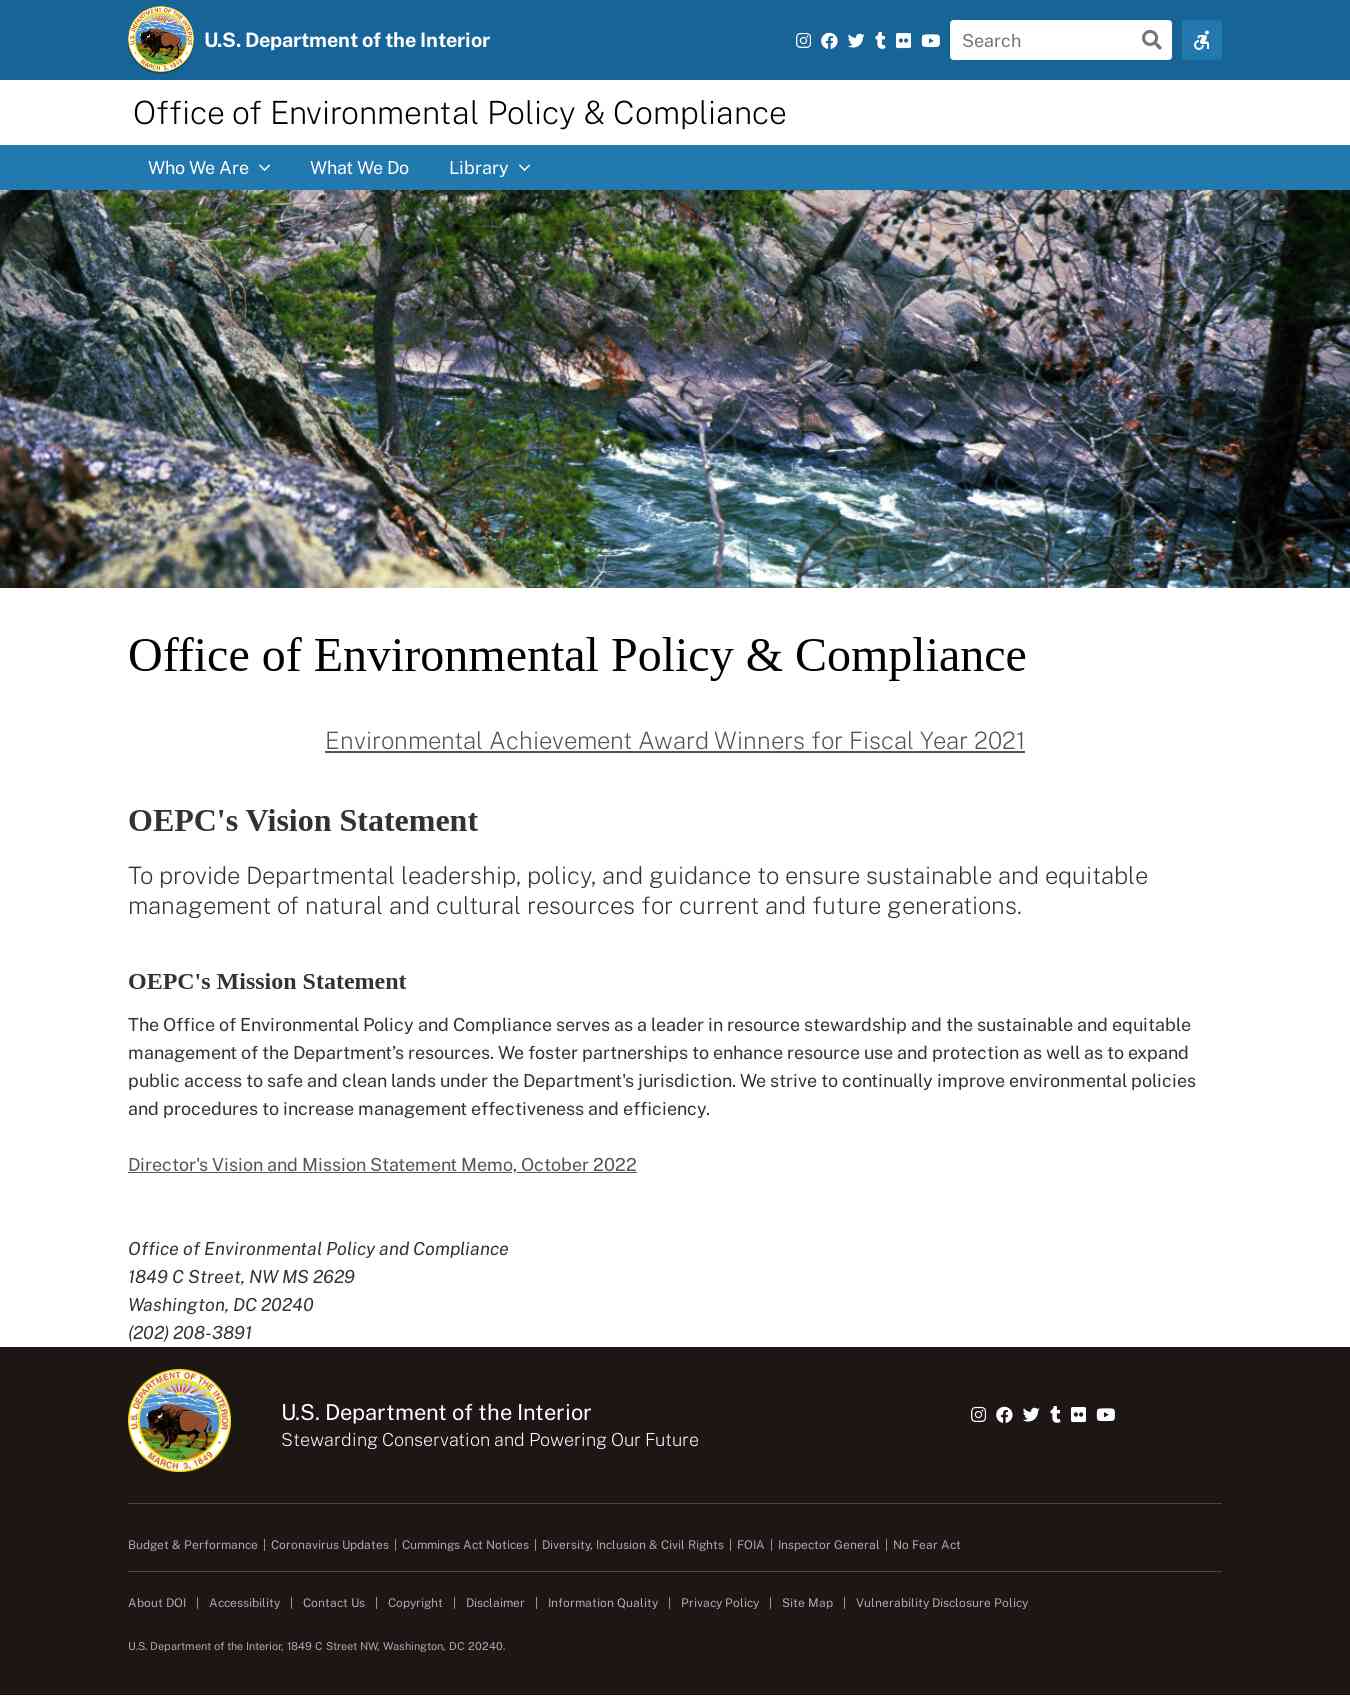 U.S. Department of the Interior
Search
Office of Environmental Policy & Compliance
Who We Are
What We Do
Library
Office of Environmental Policy & Compliance
Environmental Achievement Award Winners for Fiscal Year 2021
OEPC's Vision Statement
To provide Departmental leadership, policy, and guidance to ensure sustainable and equitable
management of natural and cultural resources for current and future generations.
OEPC's Mission Statement
The Office of Environmental Policy and Compliance serves as a leader in resource stewardship and the sustainable and equitable
management of the Department’s resources. We foster partnerships to enhance resource use and protection as well as to expand
public access to safe and clean lands under the Department's jurisdiction. We strive to continually improve environmental policies
and procedures to increase management effectiveness and efficiency.
Director's Vision and Mission Statement Memo, October 2022
Office of Environmental Policy and Compliance
1849 C Street, NW MS 2629
Washington, DC 20240
(202) 208-3891
U.S. DEPARTMENT OF THE INTERIOR
MARCH 3, 1849
U.S. Department of the Interior
Stewarding Conservation and Powering Our Future
Budget & Performance | Coronavirus Updates | Cummings Act Notices | Diversity, Inclusion & Civil Rights | FOIA | Inspector General | No Fear Act
About DOI | Accessibility | Contact Us | Copyright | Disclaimer | Information Quality | Privacy Policy | Site Map | Vulnerability Disclosure Policy
U.S. Department of the Interior, 1849 C Street NW, Washington, DC 20240.